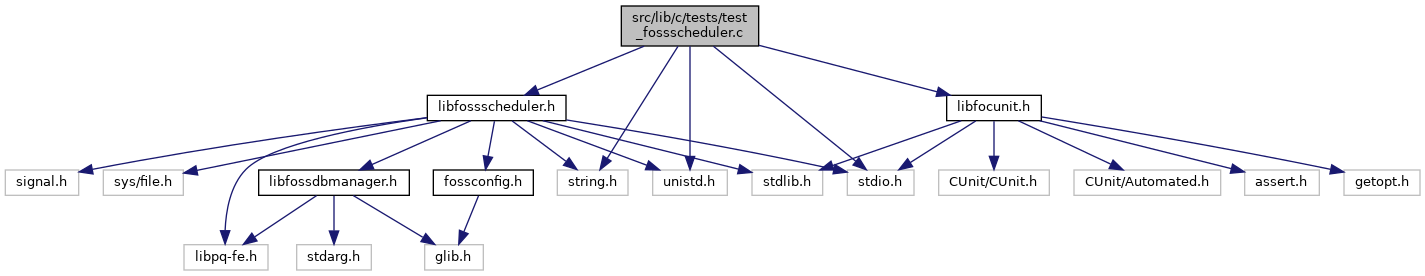 src/lib/c/tests/test
_fossscheduler.c
libfossscheduler.h
libfocunit.h
signal.h
sys/file.h
libfossdbmanager.h
fossconfig.h
string.h
unistd.h
stdlib.h
stdio.h
CUnit/CUnit.h
CUnit/Automated.h
assert.h
getopt.h
libpq-fe.h
stdarg.h
glib.h